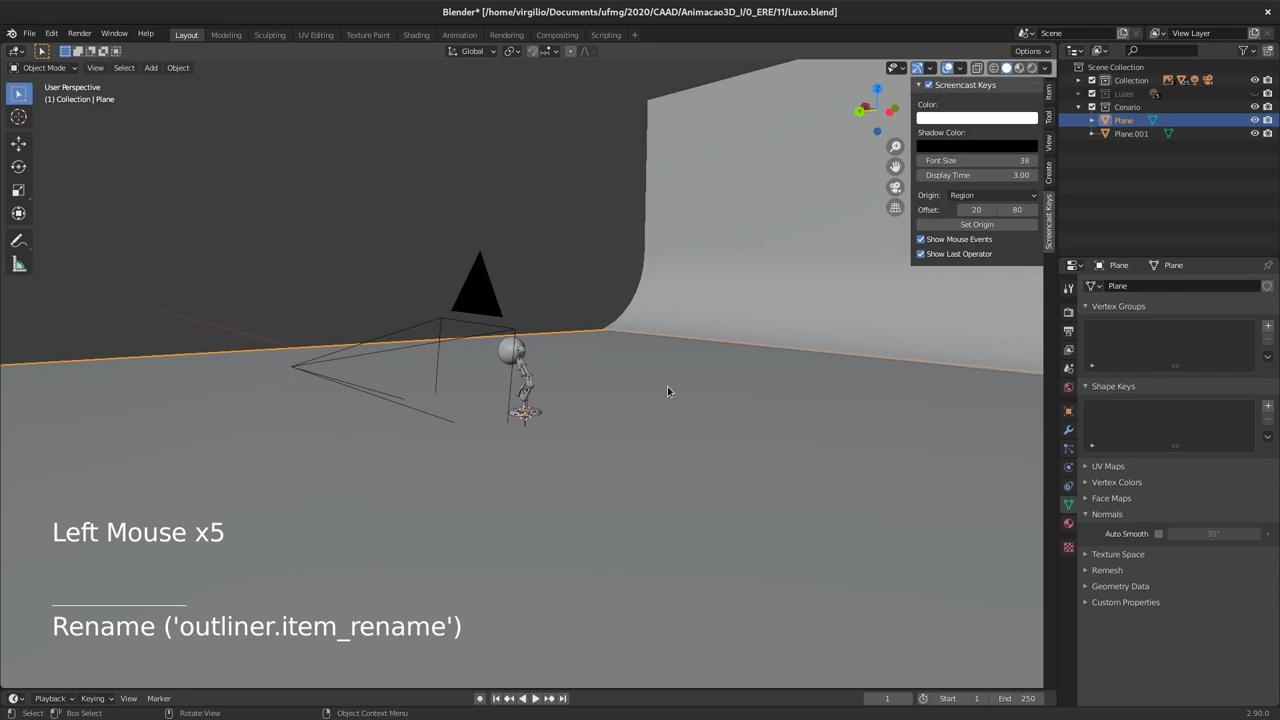 Blender* [/home/virgilio/Documents/ufmg/2020/CAAD/Animacao3D_I/0_ERE/11/Luxo.blend]
File Edit Render Window Help Layout Modeling Sculpting UV Editing Texture Paint Shading Animation Rendering Compositing Scripting + Scene View Layer
Global Options
Object Mode View Select Add Object
User Perspective
(1) Collection | Plane
Screencast Keys
Color:
Shadow Color:
Font Size 38
Display Time 3.00
Origin: Region
Offset: 20 80
Set Origin
Show Mouse Events
Show Last Operator
Item
Tool
View
Create
Screencast Keys
Scene Collection
Collection
Luzes
Cenario
Plane
Plane.001
Plane Plane
Plane
Vertex Groups
Shape Keys
UV Maps
Vertex Colors
Face Maps
Normals
Auto Smooth 30°
Texture Space
Remesh
Geometry Data
Custom Properties
Left Mouse x5
Rename ('outliner.item_rename')
Playback Keying View Marker 1 Start 1 End 250
Select Box Select Rotate View Object Context Menu 2.90.0